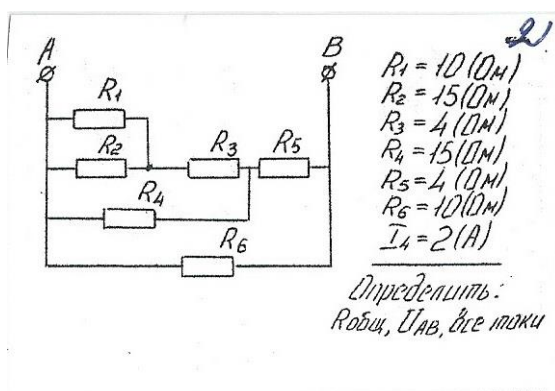 2
A B
R₁ R₁ = 10 (Ом)
R₂ = 15 (Ом)
R₂ R₃ R₅ R₃ = 4 (Ом)
R₄ = 15 (Ом)
R₄ R₅ = 4 (Ом)
R₆ R₆ = 10 (Ом)
I₄ = 2 (А)
Определить:
Rобщ, UАВ, все токи